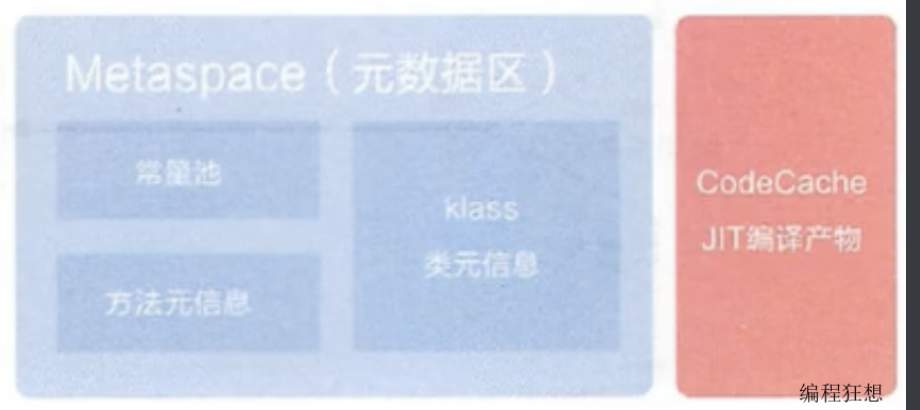 Metaspace（元数据区）
常量池
方法元信息
klass
类元信息
CodeCache
JIT编译产物
编程狂想